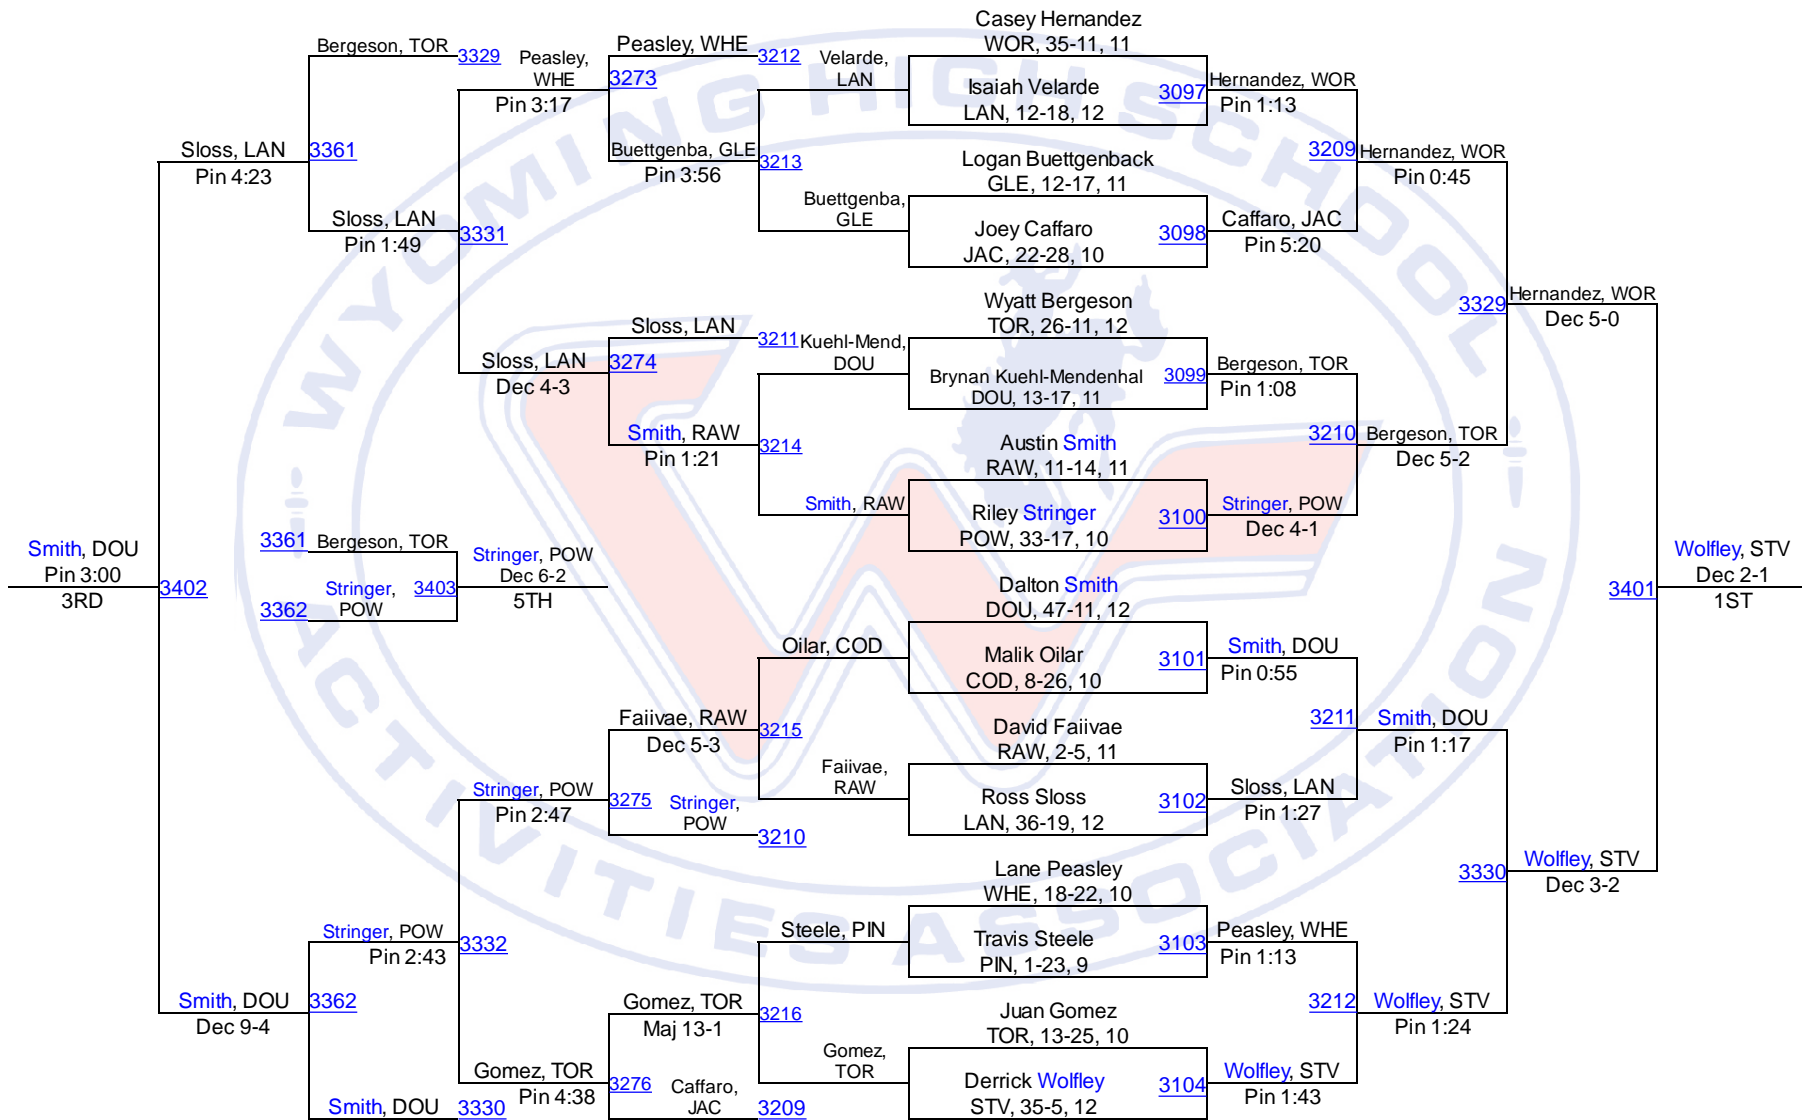 Casey Hernandez
WOR, 35-11, 11
Isaiah Velarde
LAN, 12-18, 12
3097
Logan Buettgenback
GLE, 12-17, 11
Joey Caffaro
JAC, 22-28, 10
3098
Wyatt Bergeson
TOR, 26-11, 12
Brynan Kuehl-Mendenhal
DOU, 13-17, 11
3099
Austin Smith
RAW, 11-14, 11
Riley Stringer
POW, 33-17, 10
3100
Dalton Smith
DOU, 47-11, 12
Malik Oilar
COD, 8-26, 10
3101
David Faiivae
RAW, 2-5, 11
Ross Sloss
LAN, 36-19, 12
3102
Lane Peasley
WHE, 18-22, 10
Travis Steele
PIN, 1-23, 9
3103
Juan Gomez
TOR, 13-25, 10
Derrick Wolfley
STV, 35-5, 12
3104
Hernandez, WOR
Pin 1:13
3209
Caffaro, JAC
Pin 5:20
Bergeson, TOR
Pin 1:08
3210
Stringer, POW
Dec 4-1
Smith, DOU
Pin 0:55
3211
Sloss, LAN
Pin 1:27
Peasley, WHE
Pin 1:13
3212
Wolfley, STV
Pin 1:43
Hernandez, WOR
Pin 0:45
3329
Bergeson, TOR
Dec 5-2
Smith, DOU
Pin 1:17
3330
Wolfley, STV
Pin 1:24
Hernandez, WOR
Dec 5-0
3401
Wolfley, STV
Dec 3-2
Wolfley, STV
Dec 2-1
1ST
Velarde,
LAN
3213
Buettgenba,
GLE
Kuehl-Mend,
DOU
3214
Smith, RAW
Oilar, COD
3215
Faiivae,
RAW
Steele, PIN
3216
Gomez,
TOR
Peasley, WHE
3212
3273
Buettgenba, GLE
Pin 3:56
Sloss, LAN
3211
3274
Smith, RAW
Pin 1:21
Faiivae, RAW
Dec 5-3
3275
Stringer,
POW
3210
Gomez, TOR
Maj 13-1
3276
Caffaro,
JAC
3209
Peasley,
WHE
Pin 3:17
3331
Sloss, LAN
Dec 4-3
Stringer, POW
Pin 2:47
3332
Gomez, TOR
Pin 4:38
Bergeson, TOR
3329
3361
Sloss, LAN
Pin 1:49
Stringer, POW
Pin 2:43
3362
Smith, DOU
3330
Sloss, LAN
Pin 4:23
3402
Smith, DOU
Dec 9-4
Smith, DOU
Pin 3:00
3RD
3361
Bergeson, TOR
Stringer,
POW
3362
3403
Stringer, POW
Dec 6-2
5TH
WYOMING HIGH SCHOOL
ACTIVITIES ASSOCIATION